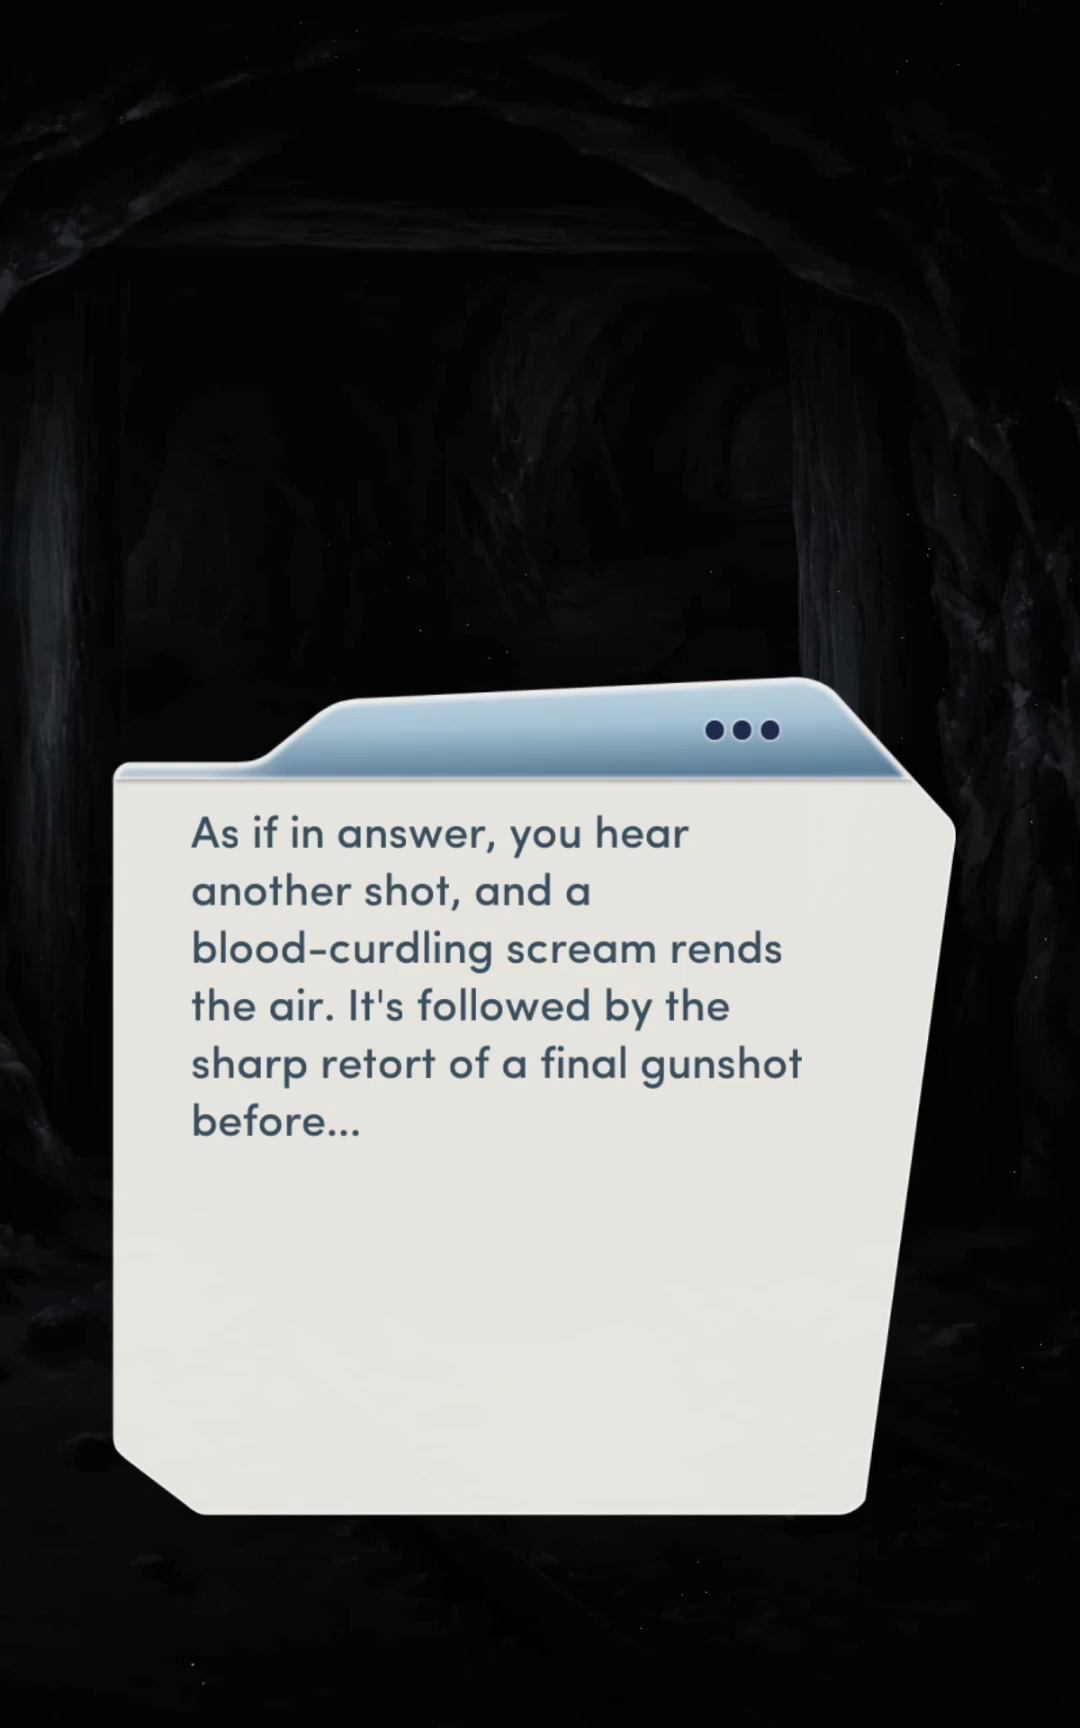 As if in answer, you hear
another shot, and a
blood-curdling scream rends
the air. It's followed by the
sharp retort of a final gunshot
before...